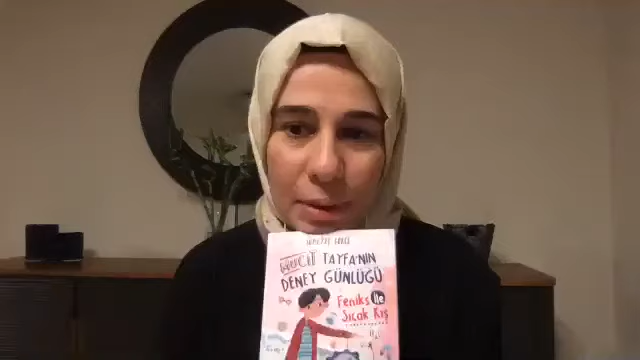 MUCİT TAYFA'NIN
DENEY GÜNLÜĞÜ
Feniks ile
Sıcak Kış